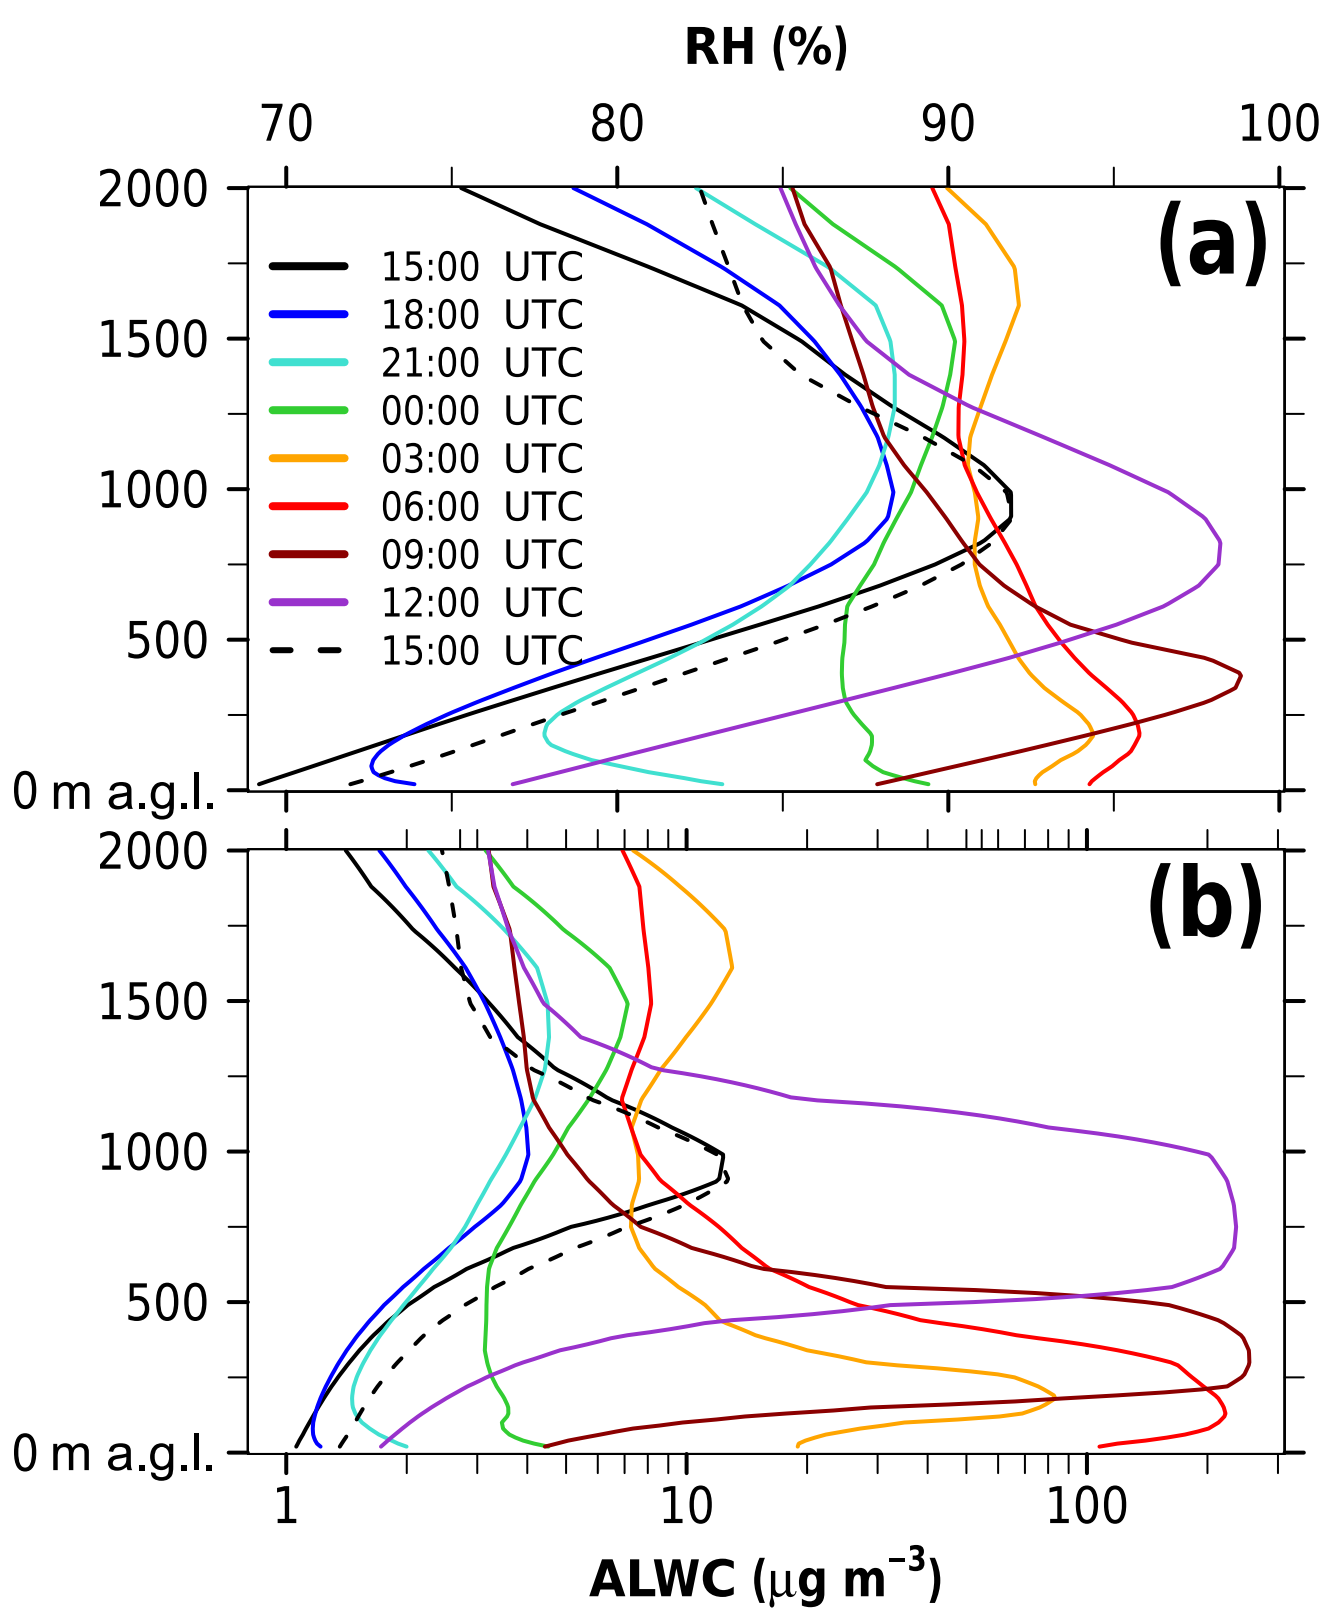 RH (%)
70 80 90 100
2000
(a)
15:00 UTC
18:00 UTC
1500
21:00 UTC
00:00 UTC
03:00 UTC
1000
06:00 UTC
09:00 UTC
12:00 UTC
500
15:00 UTC
0 m a.g.l.
2000
(b)
1500
1000
500
0 m a.g.l.
1 10 100
ALWC (μg m⁻³)